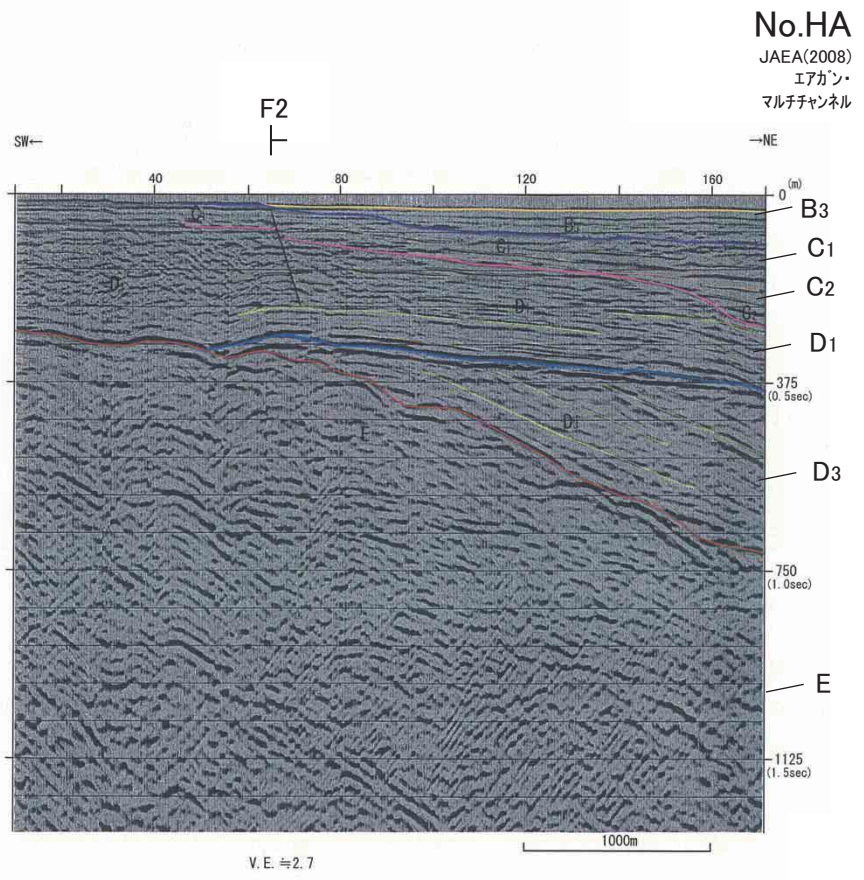 No.HA
JAEA(2008)
エアガン・
マルチチャンネル
F2
SW←
→NE
40
80
120
160
(m)
0
B3
C1
C2
D1
375
(0.5sec)
D3
E
E
750
(1.0sec)
1125
(1.5sec)
1000m
V.E.≒2.7